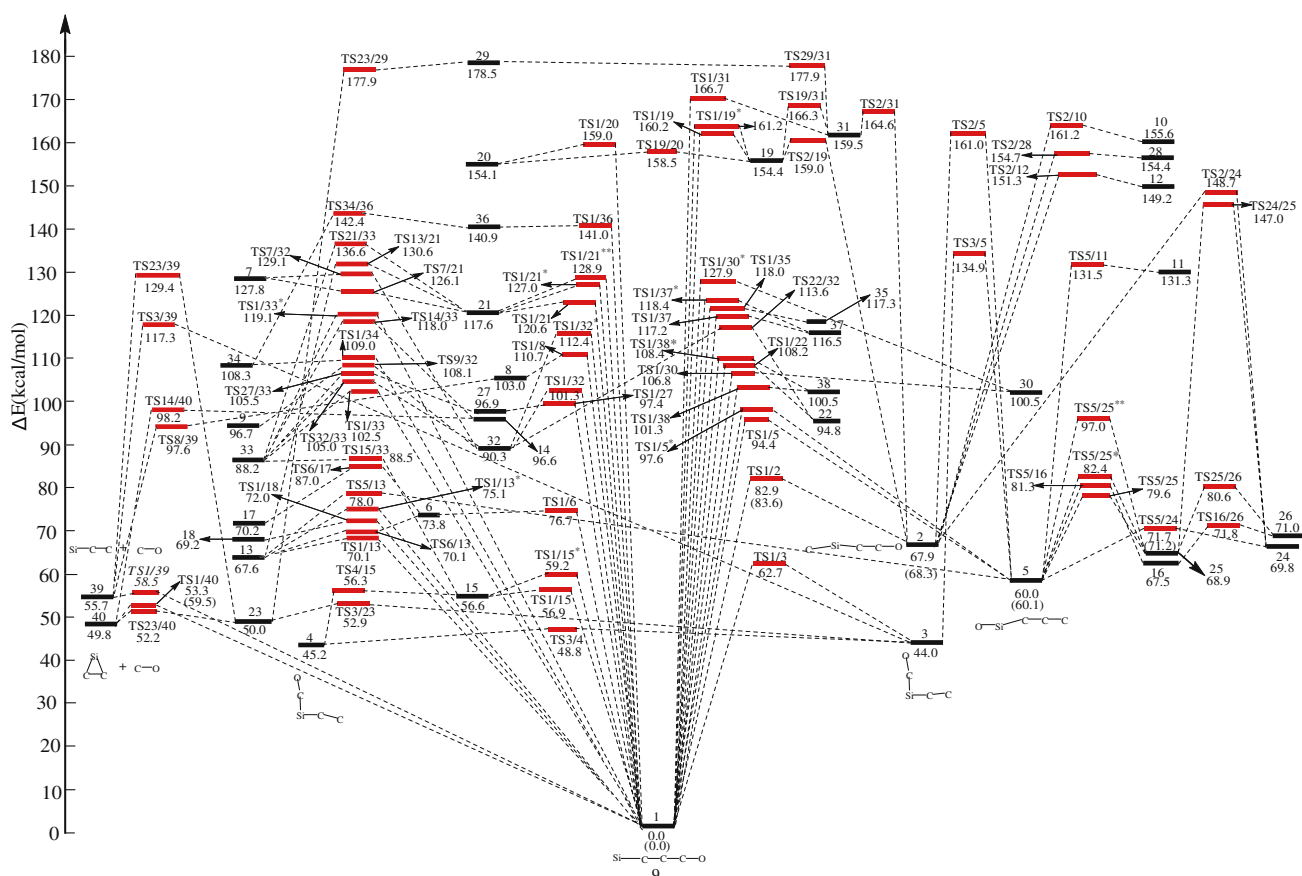 ΔE(kcal/mol)
180
170
160
150
140
130
120
110
100
90
80
70
60
50
40
30
20
10
0
TS23/29
177.9
29
178.5
TS29/31
177.9
TS1/31
166.7
TS19/31
166.3
TS2/31
164.6
TS1/19
160.2
TS1/19*
161.2
31
159.5
TS1/20
159.0
TS19/20
158.5
20
154.1
19
154.4
TS2/19
159.0
TS2/5
161.0
TS2/10
161.2
10
155.6
TS2/28
154.7
28
154.4
TS2/12
151.3
12
149.2
TS2/24
148.7
TS24/25
147.0
TS34/36
142.4
36
140.9
TS1/36
141.0
TS21/33
136.6
TS13/21
130.6
TS7/32
129.1
7
127.8
TS7/21
126.1
TS23/39
129.4
TS3/39
117.3
TS1/33*
119.1
TS14/33
118.0
21
117.6
TS1/21*
127.0
TS1/21**
128.9
TS1/21
120.6
TS1/32
112.4
TS1/8
110.7
TS1/34
109.0
TS9/32
108.1
34
108.3
8
103.0
TS27/33
105.5
TS32/33
105.0
TS1/33
102.5
27
96.9
14
96.6
TS1/32
101.3
TS1/27
97.4
32
90.3
TS14/40
98.2
TS8/39
97.6
9
96.7
33
88.2
TS15/33
88.5
TS6/17
87.0
TS1/30*
127.9
TS1/35
118.0
TS22/32
113.6
35
117.3
TS1/37*
118.4
TS1/37
117.2
37
116.5
TS1/38*
108.4
TS1/22
108.2
TS1/30
106.8
TS1/38
101.3
38
100.5
22
94.8
30
100.5
TS1/5*
97.6
TS1/5
94.4
TS3/5
134.9
TS5/11
131.5
11
131.3
TS5/25**
97.0
TS5/25*
82.4
TS5/16
81.3
TS5/25
79.6
TS25/26
80.6
TS5/24
71.7
(71.2)
TS16/26
71.8
26
71.0
24
69.8
25
68.9
16
67.5
TS1/18
72.0
TS5/13
78.0
TS1/13*
75.1
17
70.2
18
69.2
13
67.6
TS1/13
70.1
TS6/13
70.1
6
73.8
TS1/6
76.7
TS1/2
82.9
(83.6)
2
67.9
(68.3)
C Si C C O
5
60.0
(60.1)
O Si C C C
TS1/3
62.7
3
44.0
O
C
Si C C
TS1/15*
59.2
TS1/15
56.9
15
56.6
TS4/15
56.3
TS3/23
52.9
TS3/4
48.8
4
45.2
O
C
Si C C
23
50.0
Si C C + C O
39
55.7
TS1/39
58.5
TS1/40
53.3
(59.5)
40
49.8
TS23/40
52.2
Si
C C + C O
1
0.0
(0.0)
Si C C C O
9